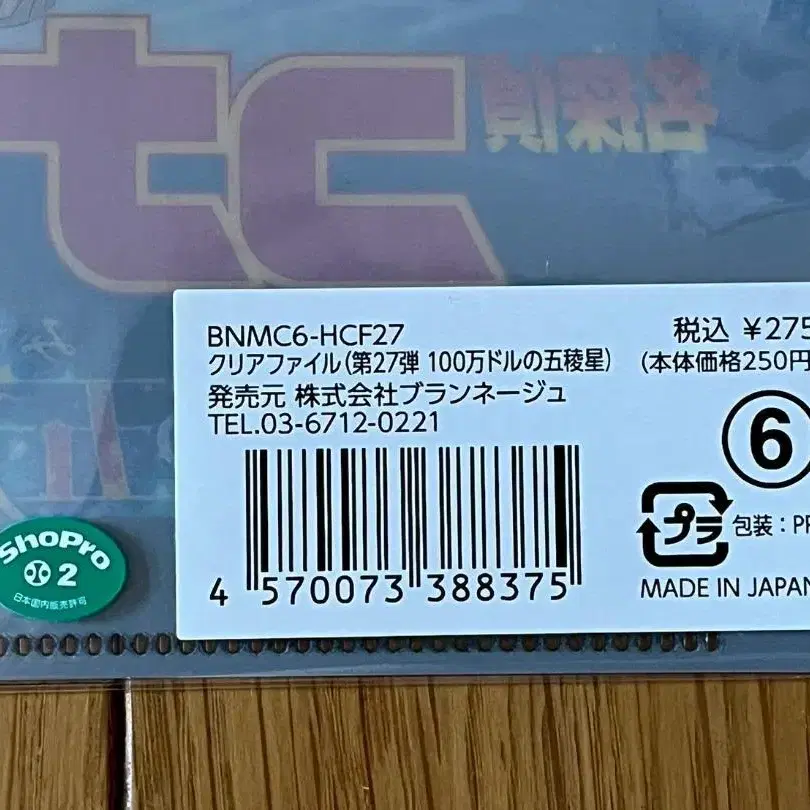 BNMC6-HCF27
クリアファイル(第27弾 100万ドルの五稜星)
発売元 株式会社ブランネージュ
TEL.03-6712-0221
税込 ¥275
(本体価格250円
6
プラ 包装:PP
MADE IN JAPAN
4 570073 388375
ShoPro
2
日本国内販売許可